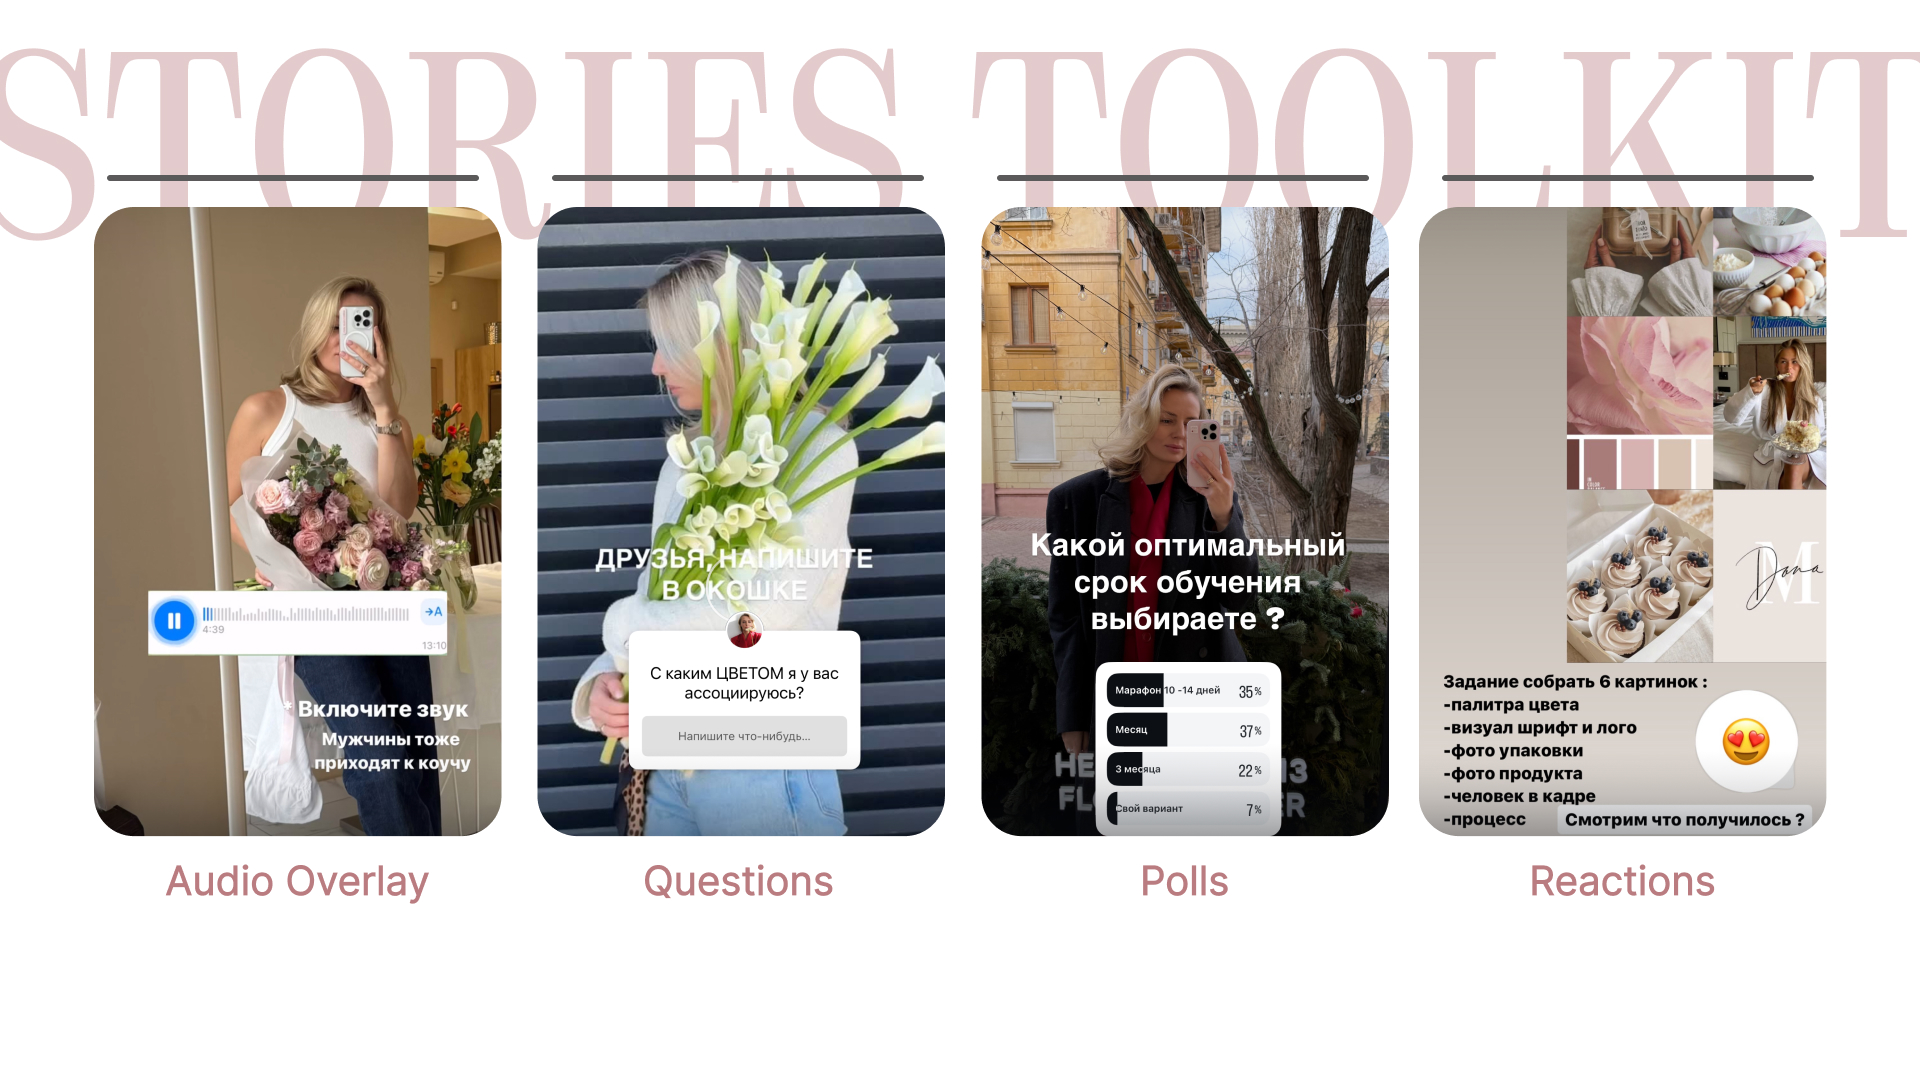 STORIES TOOLKIT
4:39
→A
13:10
* Включите звук
Мужчины тоже
приходят к коучу
Audio Overlay
ДРУЗЬЯ, НАПИШИТЕ
В ОКОШКЕ
С каким ЦВЕТОМ я у вас
ассоциируюсь?
Напишите что-нибудь...
Questions
Какой оптимальный
срок обучения
выбираете ?
Марафон 10 -14 дней 35%
Месяц 37%
3 месяца 22%
Свой вариант 7%
Polls
M
Dona
Задание собрать 6 картинок :
-палитра цвета
-визуал шрифт и лого
-фото упаковки
-фото продукта
-человек в кадре
-процесс
Смотрим что получилось ?
Reactions